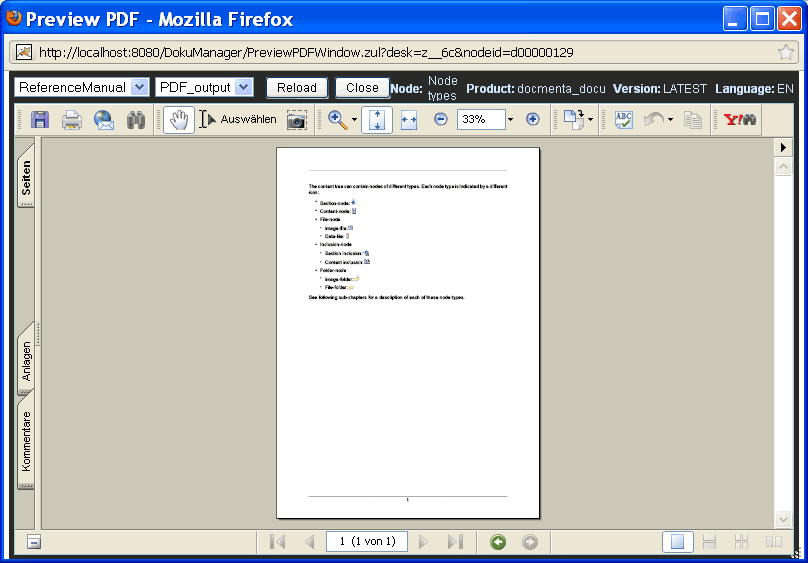 Preview PDF - Mozilla Firefox
http://localhost:8080/DokuManager/PreviewPDFWindow.zul?desk=z__6c&nodeid=d00000129
ReferenceManual PDF_output Reload Close Node: Node types Product: docmenta_docu Version: LATEST Language: EN
Auswählen 33% ABC Y!
Seiten
Anlagen
Kommentare
The content tree can contain nodes of different types. Each node type is indicated by a different
icon:
• Section-node:
• Content-node:
• File-node
• Image-file:
• Data-file:
• Inclusion-node
• Section inclusion:
• Content inclusion:
• Folder-node
• Image-folder:
• File-folder:
See following sub-chapters for a description of each of these node types.
1
1 (1 von 1)